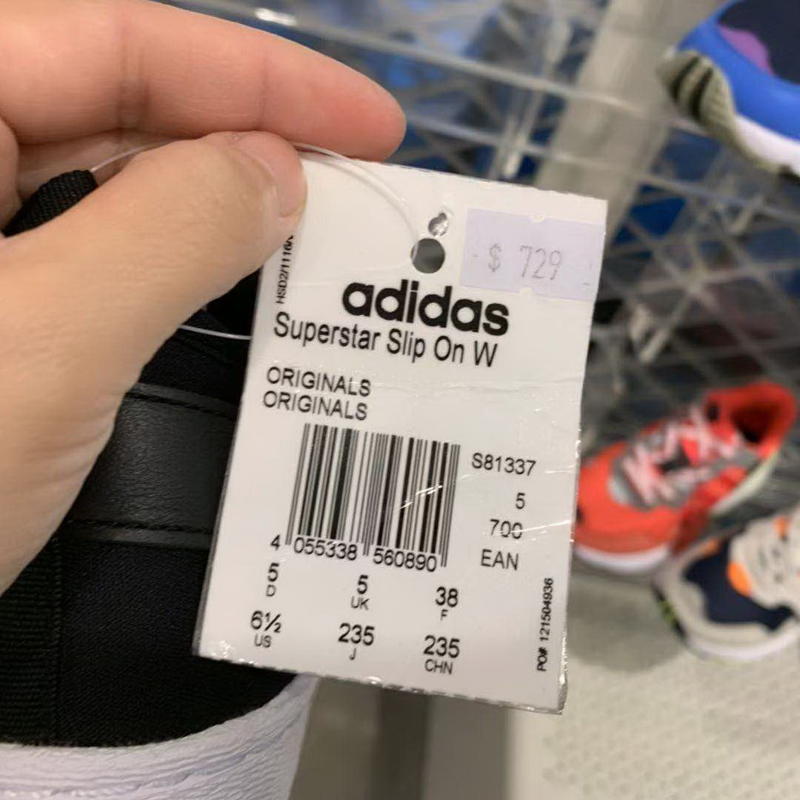 $ 729
adidas
Superstar Slip On W
ORIGINALS
ORIGINALS
S81337
5
700
EAN
4 055338 560890
5 5 38
D UK F
6½ 235 235
US J CHN
PO# 121504936